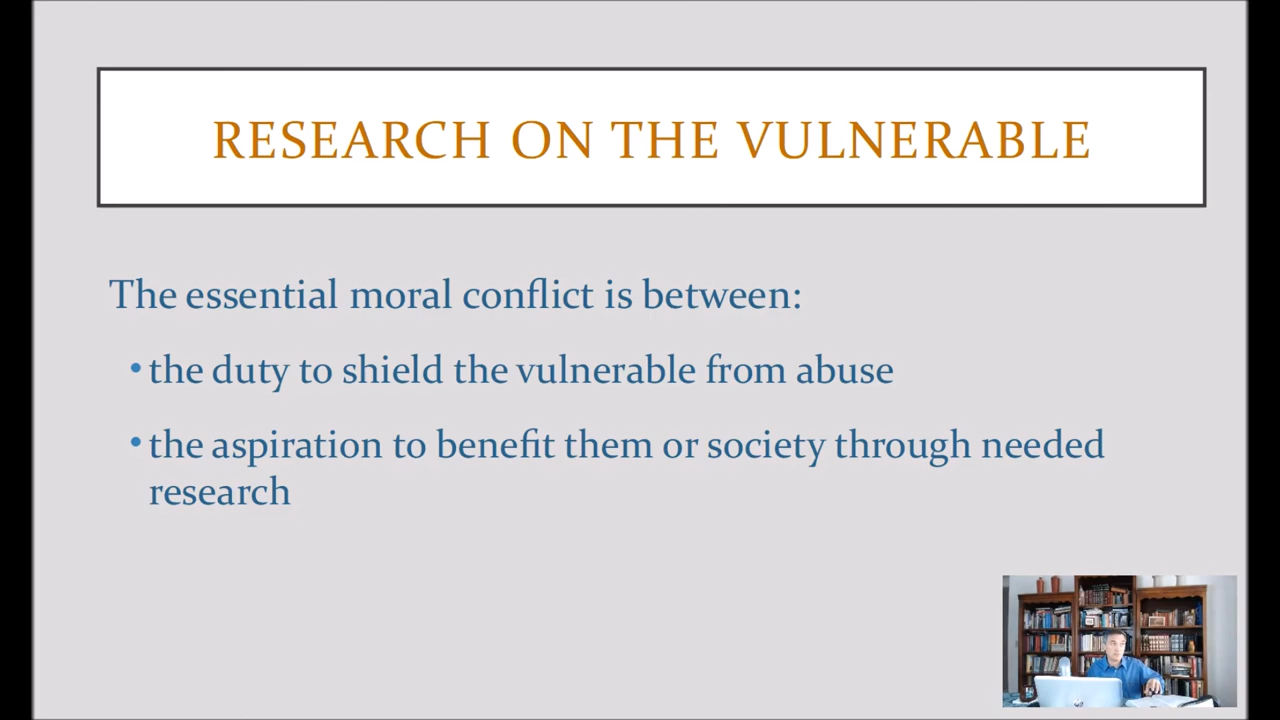 RESEARCH ON THE VULNERABLE
The essential moral conflict is between:
• the duty to shield the vulnerable from abuse
• the aspiration to benefit them or society through needed
research